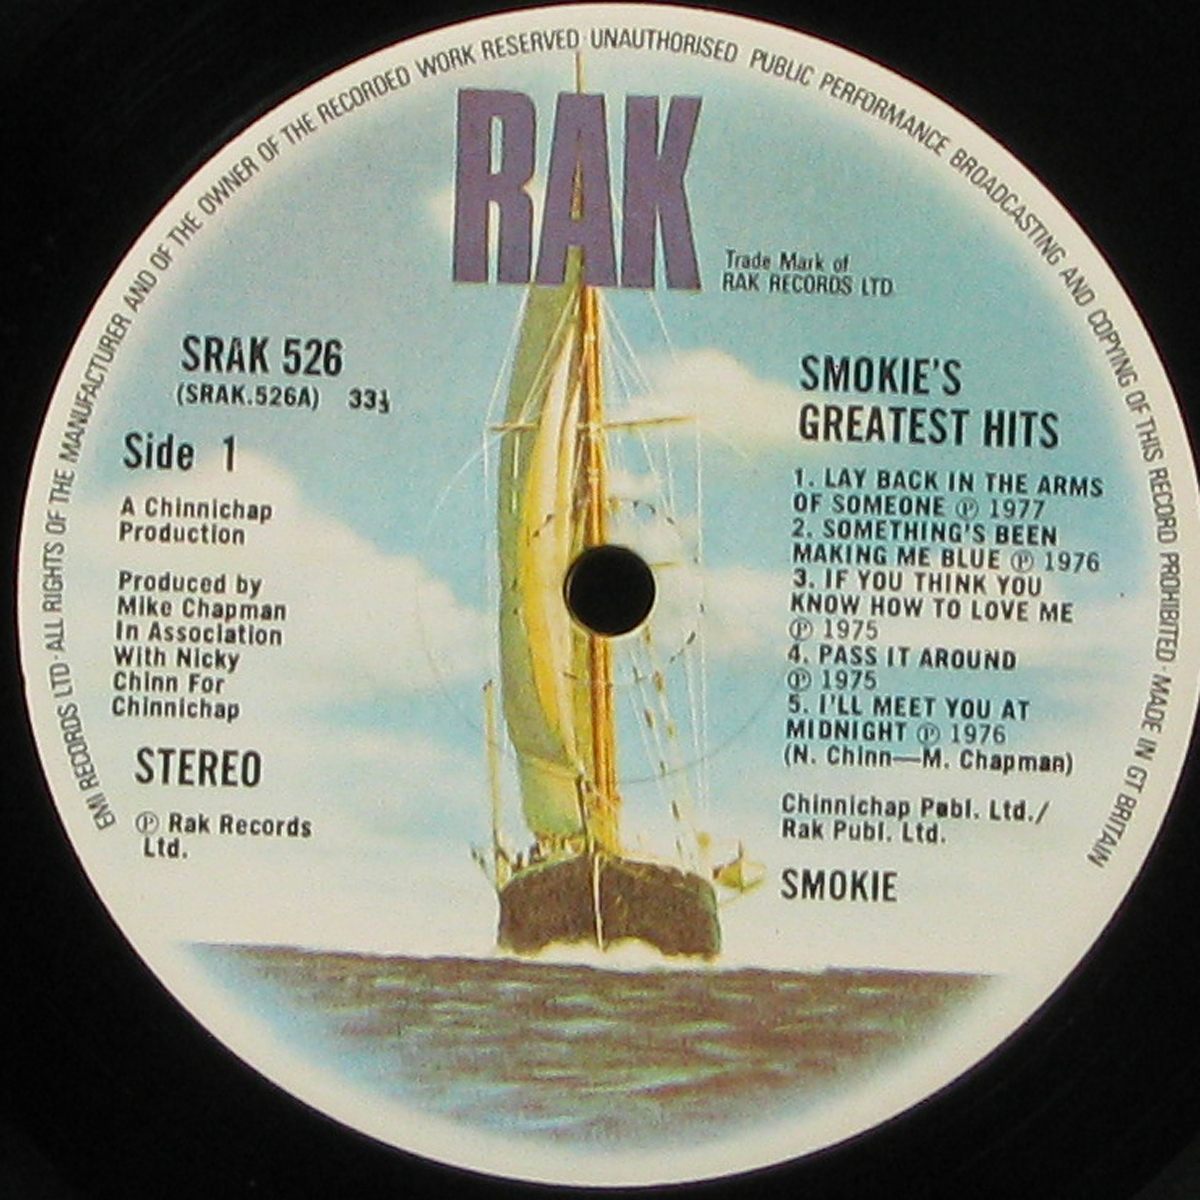 EMI RECORDS LTD · ALL RIGHTS OF THE MANUFACTURER AND OF THE OWNER OF THE RECORDED WORK RESERVED · UNAUTHORISED PUBLIC PERFORMANCE BROADCASTING AND COPYING OF THIS RECORD PROHIBITED · MADE IN GT BRITAIN
RAK
Trade Mark of
RAK RECORDS LTD
SRAK 526
(SRAK.526A) 33⅓
Side 1
A Chinnichap
Production
Produced by
Mike Chapman
In Association
With Nicky
Chinn For
Chinnichap
STEREO
℗ Rak Records
Ltd.
SMOKIE'S
GREATEST HITS
1. LAY BACK IN THE ARMS
OF SOMEONE ℗ 1977
2. SOMETHING'S BEEN
MAKING ME BLUE ℗ 1976
3. IF YOU THINK YOU
KNOW HOW TO LOVE ME
℗ 1975
4. PASS IT AROUND
℗ 1975
5. I'LL MEET YOU AT
MIDNIGHT ℗ 1976
(N. Chinn—M. Chapman)
Chinnichap Pabl. Ltd./
Rak Publ. Ltd.
SMOKIE